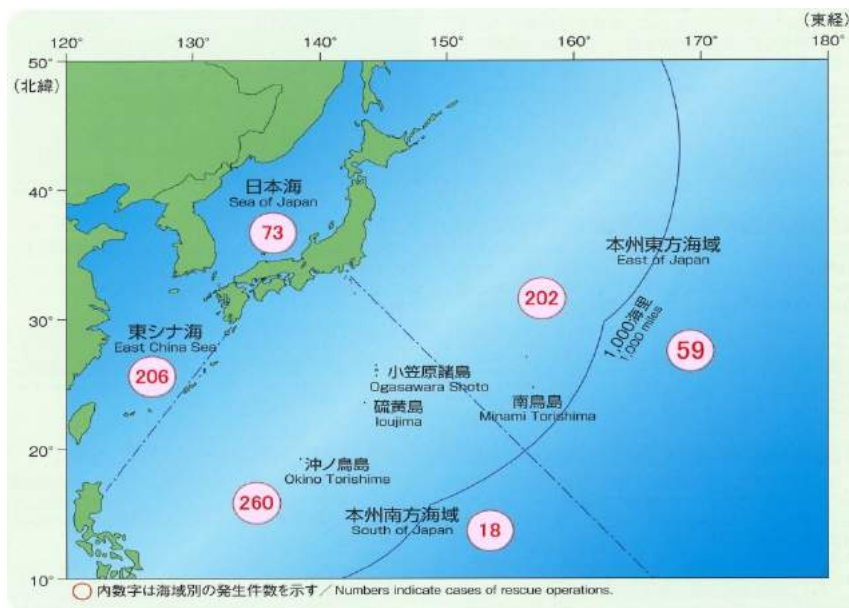 (東経)
120° 130° 140° 150° 160° 170° 180°
50°
(北緯)
40°
日本海
Sea of Japan
73
本州東方海域
East of Japan
202
30°
1,000海里
1,000 miles
59
東シナ海
East China Sea
206
小笠原諸島
Ogasawara Shoto
硫黄島
Ioujima
南鳥島
Minami Torishima
20°
沖ノ鳥島
Okino Torishima
260
本州南方海域
South of Japan
18
10°
内数字は海域別の発生件数を示す/Numbers indicate cases of rescue operations.